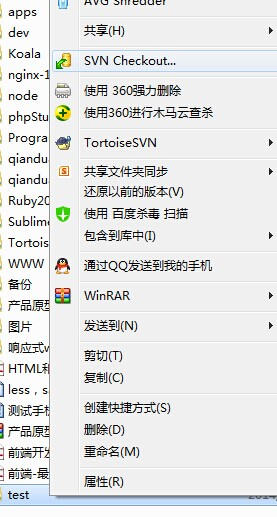 apps
dev
Koala
nginx-1
node
phpStu
Progra
qiandu
qiandu
Ruby20
Sublime
Tortois
WWW
备份
产品原型
图片
响应式w
HTML和
less，s
测试手机
产品原型
前端开发
前端-最
test
2014/
AVG Shredder
共享(H)
SVN Checkout...
使用 360强力删除
使用360进行木马云查杀
TortoiseSVN
共享文件夹同步
还原以前的版本(V)
使用 百度杀毒 扫描
包含到库中(I)
通过QQ发送到我的手机
WinRAR
发送到(N)
剪切(T)
复制(C)
创建快捷方式(S)
删除(D)
重命名(M)
属性(R)